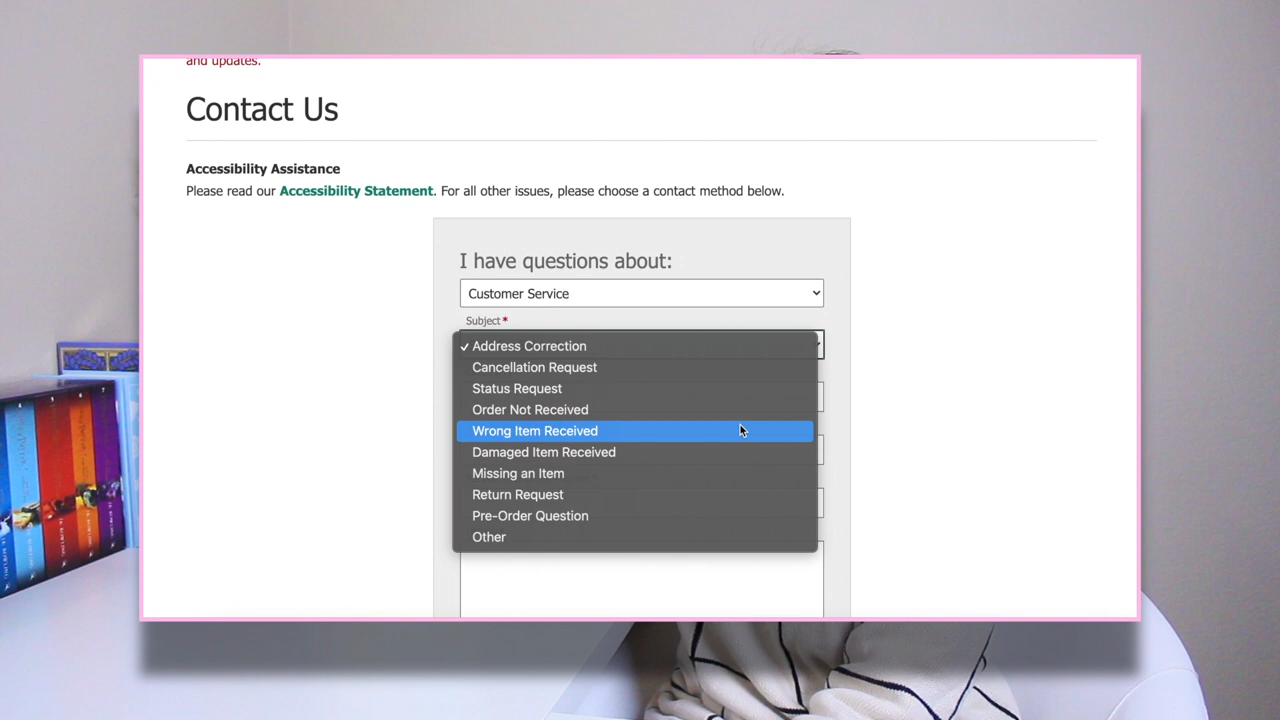 and updates.
Contact Us
Accessibility Assistance
Please read our Accessibility Statement. For all other issues, please choose a contact method below.
I have questions about:
Customer Service
Subject *
✓ Address Correction
Cancellation Request
Status Request
Order Not Received
Wrong Item Received
Damaged Item Received
Missing an Item
Return Request
Pre-Order Question
Other